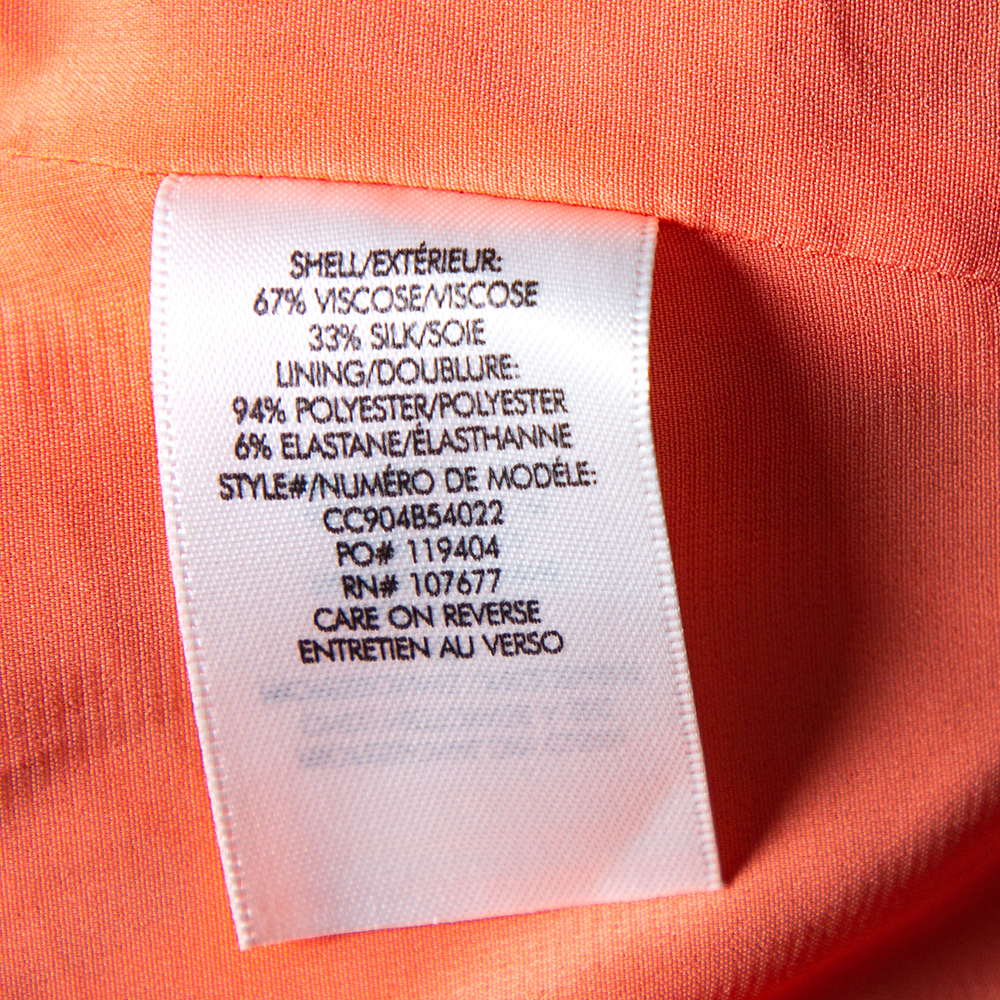 SHELL/EXTÉRIEUR:
67% VISCOSE/VISCOSE
33% SILK/SOIE
LINING/DOUBLURE:
94% POLYESTER/POLYESTER
6% ELASTANE/ÉLASTHANNE
STYLE#/NUMÉRO DE MODÉLE:
CC904B54022
PO# 119404
RN# 107677
CARE ON REVERSE
ENTRETIEN AU VERSO